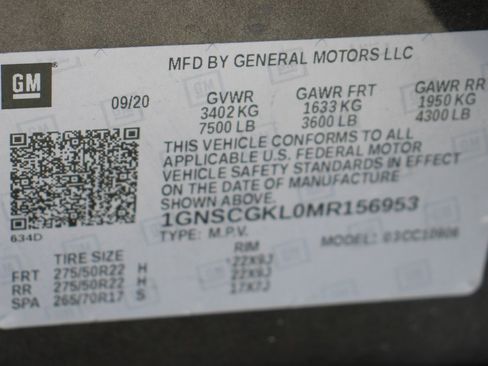 MFD BY GENERAL MOTORS LLC
GM
09/20 GVWR GAWR FRT GAWR RR
3402 KG 1633 KG 1950 KG
7500 LB 3600 LB 4300 LB
THIS VEHICLE CONFORMS TO ALL
APPLICABLE U.S. FEDERAL MOTOR
VEHICLE SAFETY STANDARDS IN EFFECT
ON THE DATE OF MANUFACTURE
SHOWN ABOVE.
1GNSCGKL0MR156953
634D TYPE: M.P.V. MODEL:
TIRE SIZE RIM
FRT 275/50R22 H 22X9J
RR 275/50R22 H 22X9J
SPA 265/70R17 S 17X7J